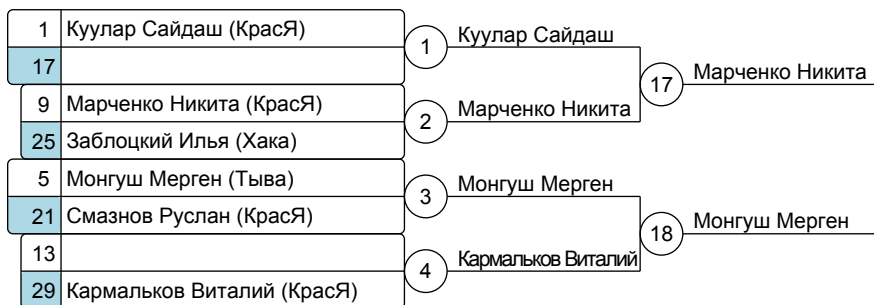 1 Куулар Сайдаш (КрасЯ)
17
9 Марченко Никита (КрасЯ)
25 Заблоцкий Илья (Хака)
5 Монгуш Мерген (Тыва)
21 Смазнов Руслан (КрасЯ)
13
29 Кармальков Виталий (КрасЯ)
1 Куулар Сайдаш
2 Марченко Никита
3 Монгуш Мерген
4 Кармальков Виталий
17 Марченко Никита
18 Монгуш Мерген